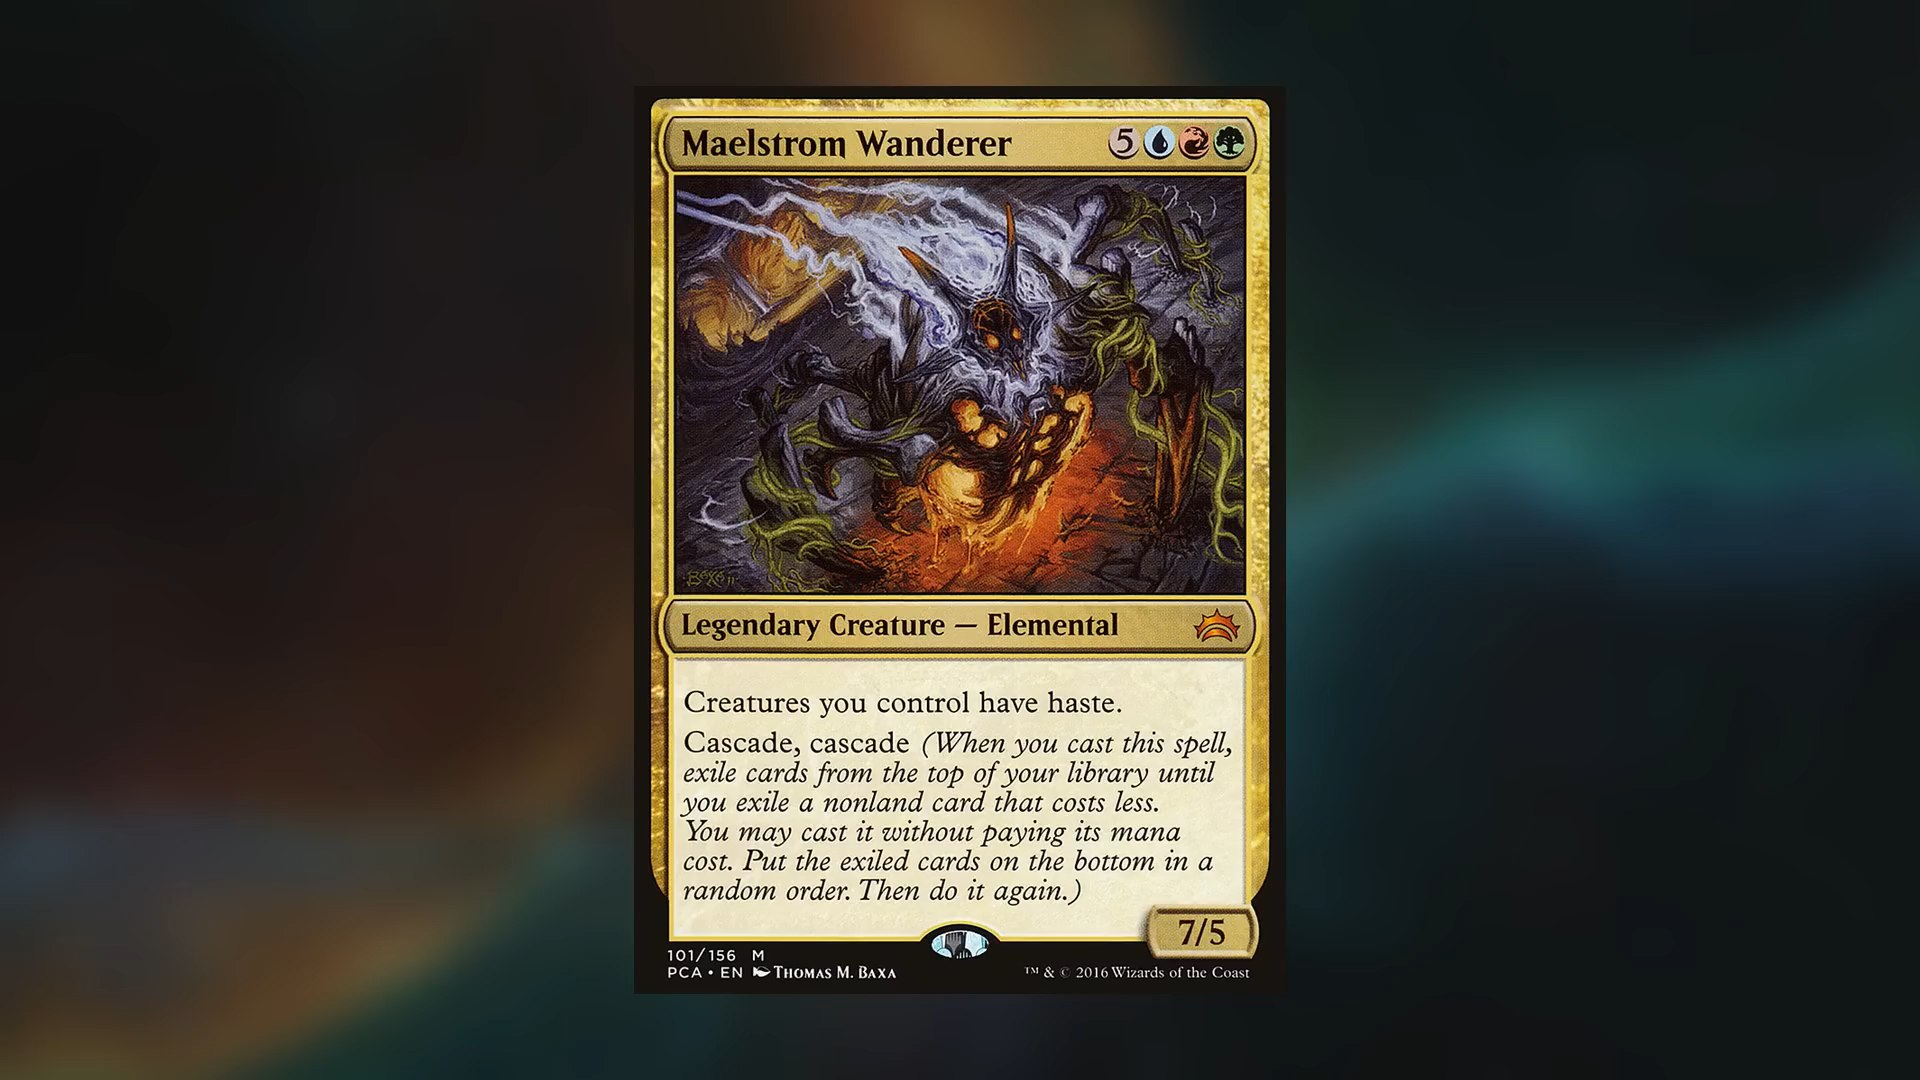 Maelstrom Wanderer 5
BAXA 11
Legendary Creature — Elemental
Creatures you control have haste.
Cascade, cascade (When you cast this spell,
exile cards from the top of your library until
you exile a nonland card that costs less.
You may cast it without paying its mana
cost. Put the exiled cards on the bottom in a
random order. Then do it again.)
7/5
101/156 M
PCA • EN Thomas M. Baxa
™ & © 2016 Wizards of the Coast